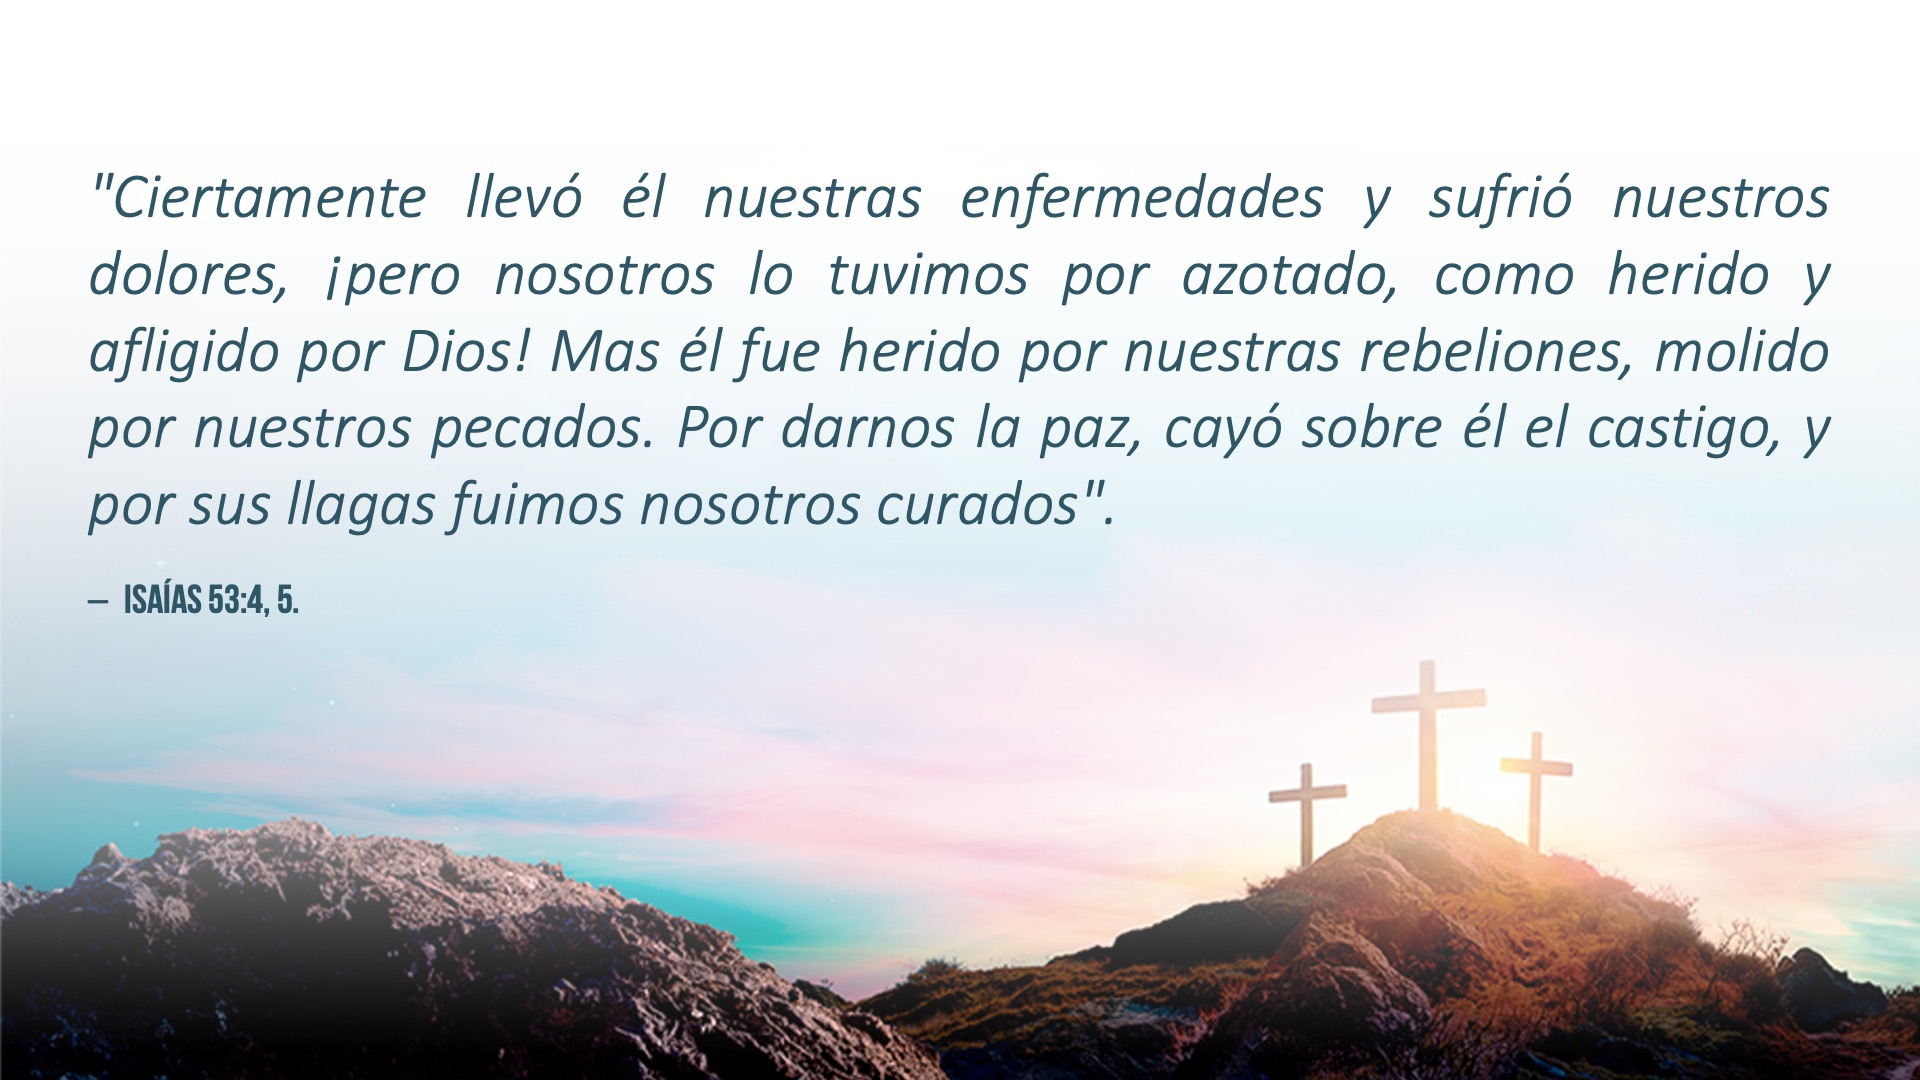 "Ciertamente llevó él nuestras enfermedades y sufrió nuestros
dolores, ¡pero nosotros lo tuvimos por azotado, como herido y
afligido por Dios! Mas él fue herido por nuestras rebeliones, molido
por nuestros pecados. Por darnos la paz, cayó sobre él el castigo, y
por sus llagas fuimos nosotros curados".
– ISAÍAS 53:4, 5.